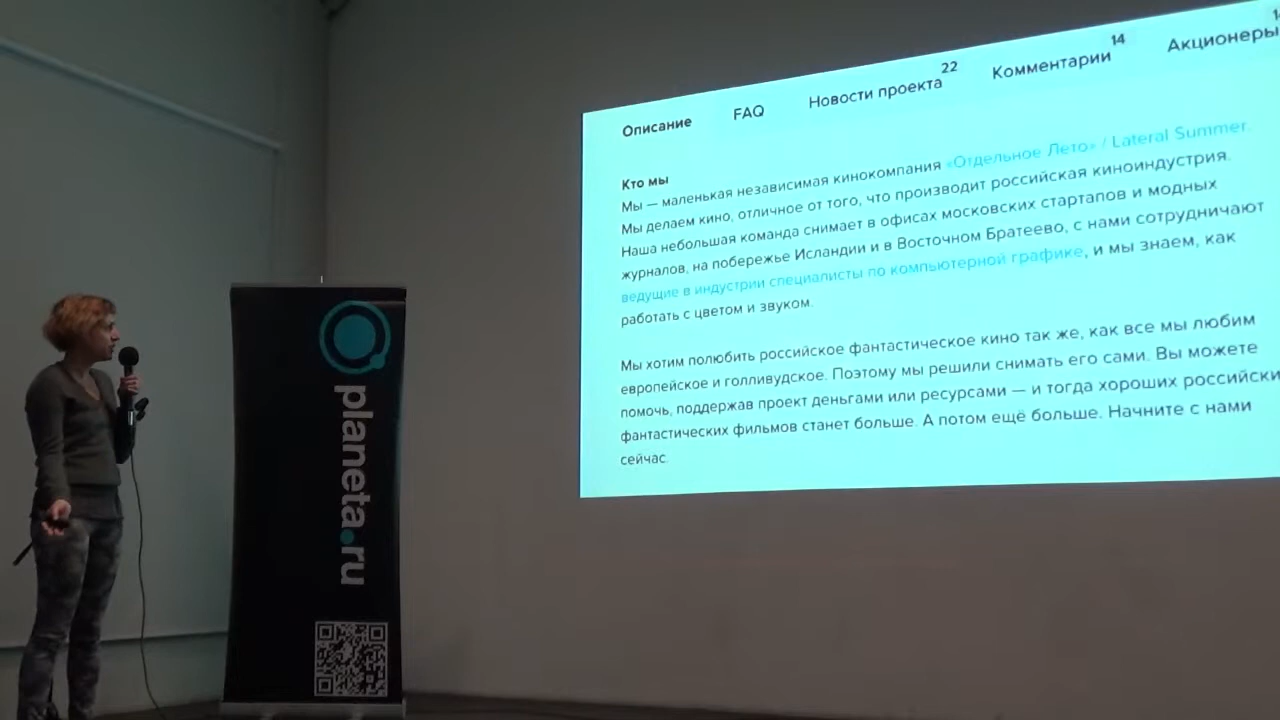 Описание FAQ Новости проекта 22 Комментарии 14 Акционеры
Кто мы
Мы — маленькая независимая кинокомпания «Отдельное Лето» / Lateral Summer.
Мы делаем кино, отличное от того, что производит российская киноиндустрия.
Наша небольшая команда снимает в офисах московских стартапов и модных
журналов, на побережье Исландии и в Восточном Братеево, с нами сотрудничают
ведущие в индустрии специалисты по компьютерной графике, и мы знаем, как
работать с цветом и звуком.
Мы хотим полюбить российское фантастическое кино так же, как все мы любим
европейское и голливудское. Поэтому мы решили снимать его сами. Вы можете
помочь, поддержав проект деньгами или ресурсами — и тогда хороших российски
фантастических фильмов станет больше. А потом ещё больше. Начните с нами
сейчас.
planeta.ru